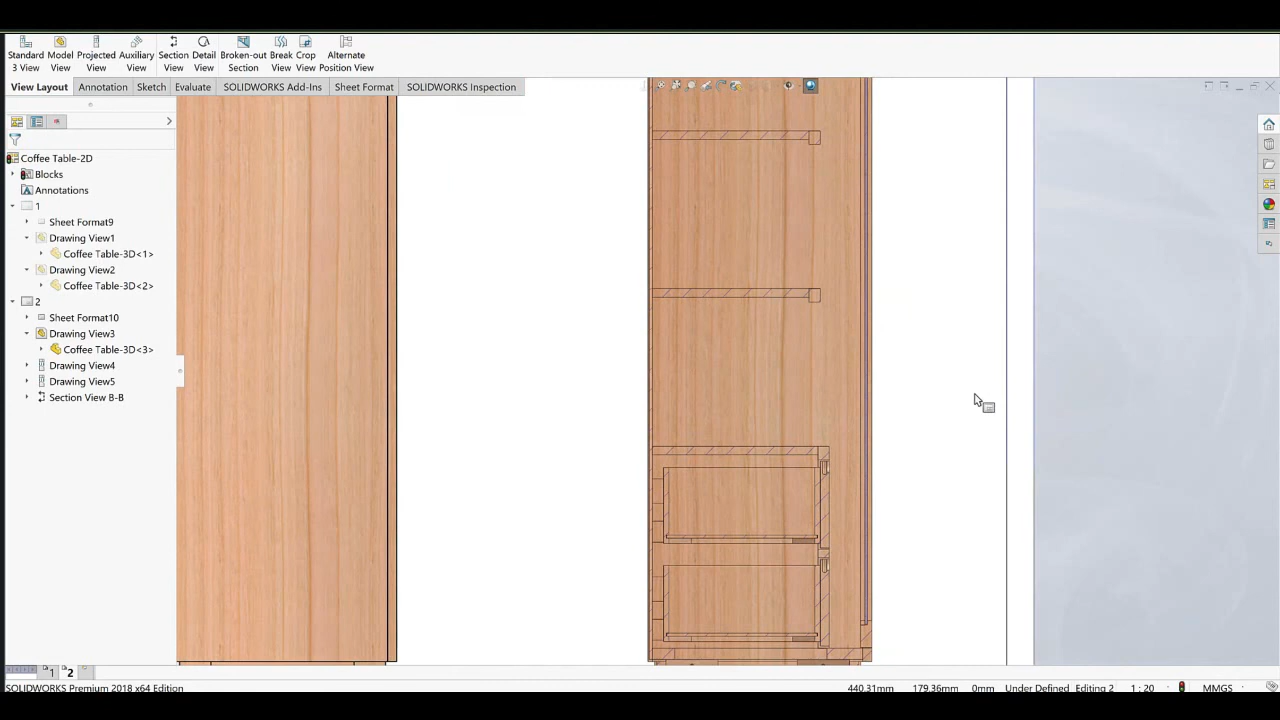 Standard 3 View
Model View
Projected View
Auxiliary View
Section View
Detail View
Broken-out Section
Break View
Crop View
Alternate Position View
View Layout
Annotation
Sketch
Evaluate
SOLIDWORKS Add-Ins
Sheet Format
SOLIDWORKS Inspection
Coffee Table-2D
Blocks
Annotations
1
Sheet Format9
Drawing View1
Coffee Table-3D<1>
Drawing View2
Coffee Table-3D<2>
2
Sheet Format10
Drawing View3
Coffee Table-3D<3>
Drawing View4
Drawing View5
Section View B-B
1
2
SOLIDWORKS Premium 2018 x64 Edition
440.31mm 179.36mm 0mm Under Defined Editing 2 1 : 20 MMGS